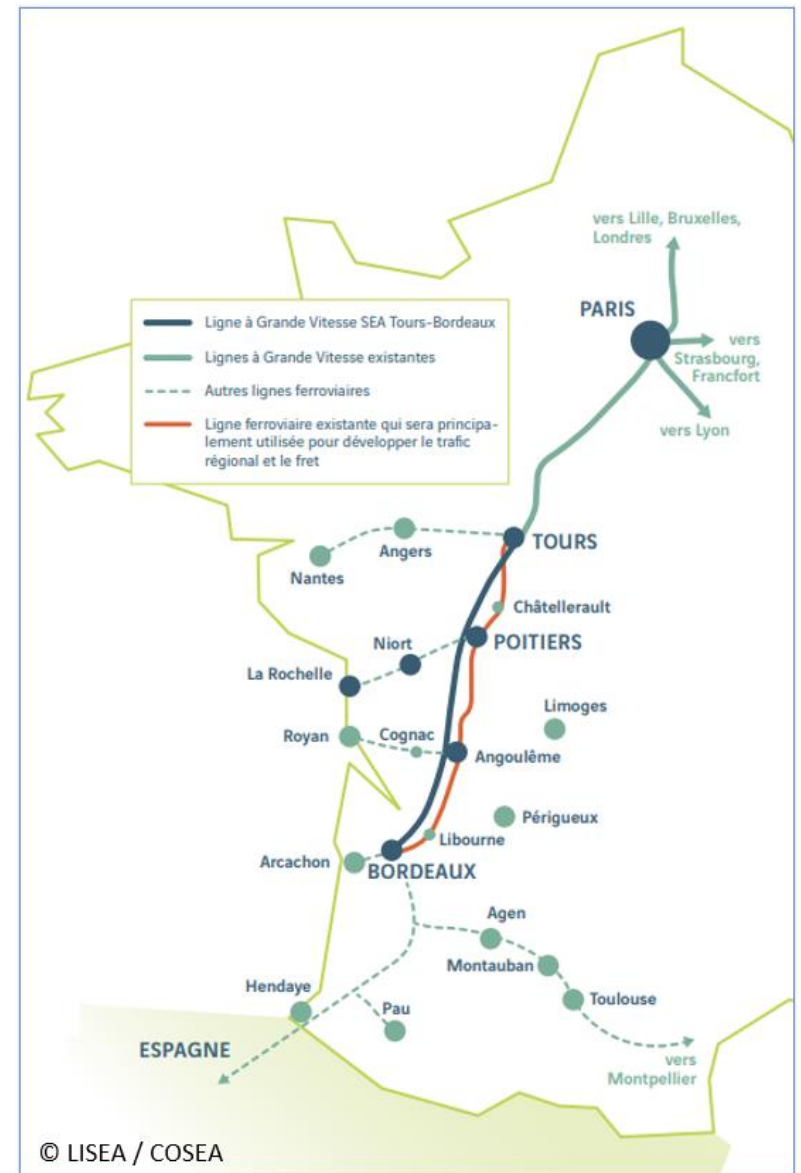 vers Lille, Bruxelles,
Londres
PARIS
vers
Strasbourg,
Francfort
vers Lyon
Ligne à Grande Vitesse SEA Tours-Bordeaux
Lignes à Grande Vitesse existantes
Autres lignes ferroviaires
Ligne ferroviaire existante qui sera principa-
lement utilisée pour développer le trafic
régional et le fret
TOURS
Angers
Nantes
Châtellerault
POITIERS
Niort
La Rochelle
Limoges
Royan
Cognac
Angoulême
Périgueux
Libourne
Arcachon
BORDEAUX
Agen
Montauban
Toulouse
Hendaye
Pau
ESPAGNE
vers
Montpellier
© LISEA / COSEA